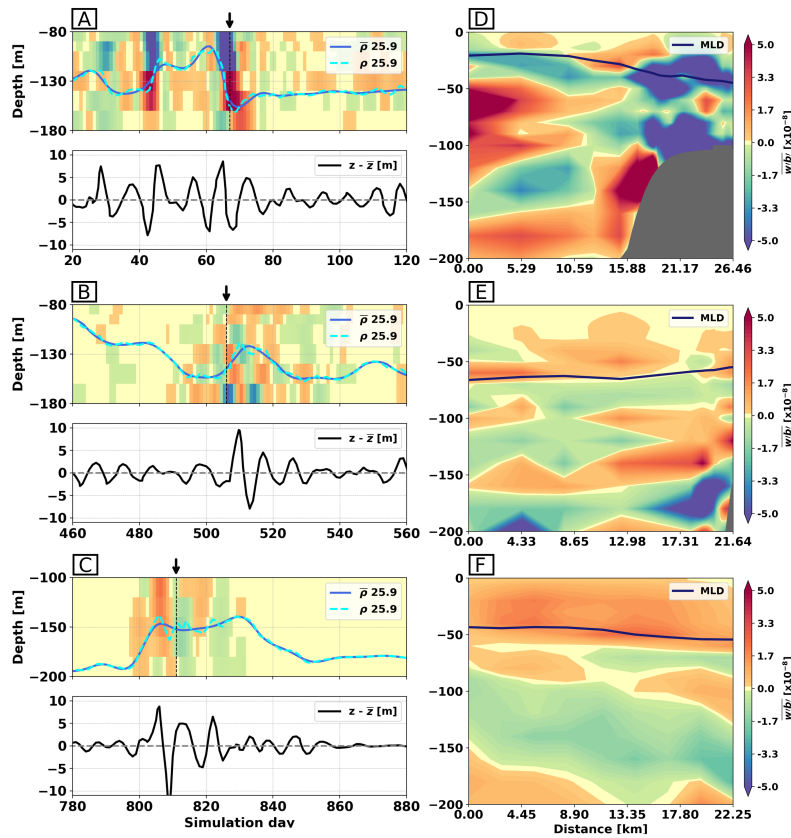 A
Depth [m]
−80
−130
−180
ρ̅ 25.9
ρ 25.9
10
5
0
−5
−10
z - z̅ [m]
20 40 60 80 100 120
B
Depth [m]
−80
−130
−180
ρ̅ 25.9
ρ 25.9
10
5
0
−5
−10
z - z̅ [m]
460 480 500 520 540 560
C
Depth [m]
−100
−150
−200
ρ̅ 25.9
ρ 25.9
10
5
0
−5
−10
z - z̅ [m]
780 800 820 840 860 880
Simulation day
D
MLD
0
−50
−100
−150
−200
0.00 5.29 10.59 15.88 21.17 26.46
5.0
3.3
1.7
0.0
-1.7
-3.3
-5.0
w′b′ [x10⁻⁸]
E
MLD
0
−50
−100
−150
−200
0.00 4.33 8.65 12.98 17.31 21.64
5.0
3.3
1.7
0.0
-1.7
-3.3
-5.0
w′b′ [x10⁻⁸]
F
MLD
0
−50
−100
−150
−200
0.00 4.45 8.90 13.35 17.80 22.25
Distance [km]
5.0
3.3
1.7
0.0
-1.7
-3.3
-5.0
w′b′ [x10⁻⁸]